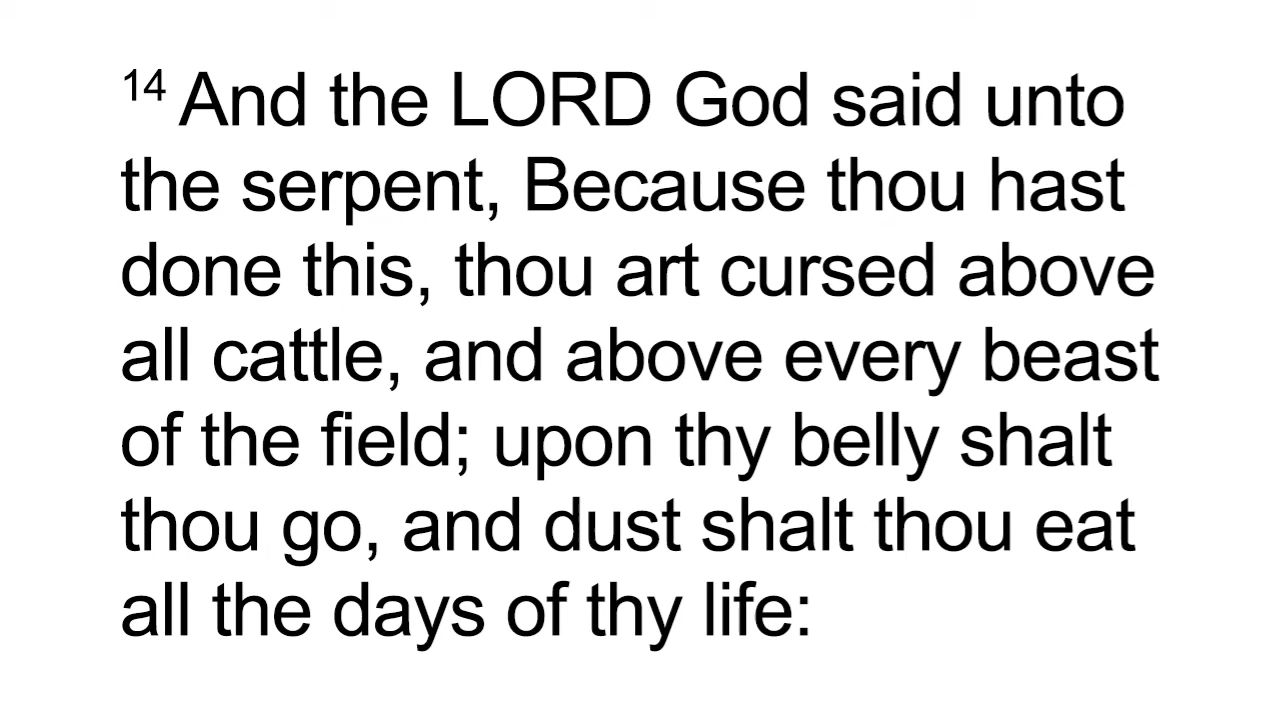 14 And the LORD God said unto
the serpent, Because thou hast
done this, thou art cursed above
all cattle, and above every beast
of the field; upon thy belly shalt
thou go, and dust shalt thou eat
all the days of thy life: